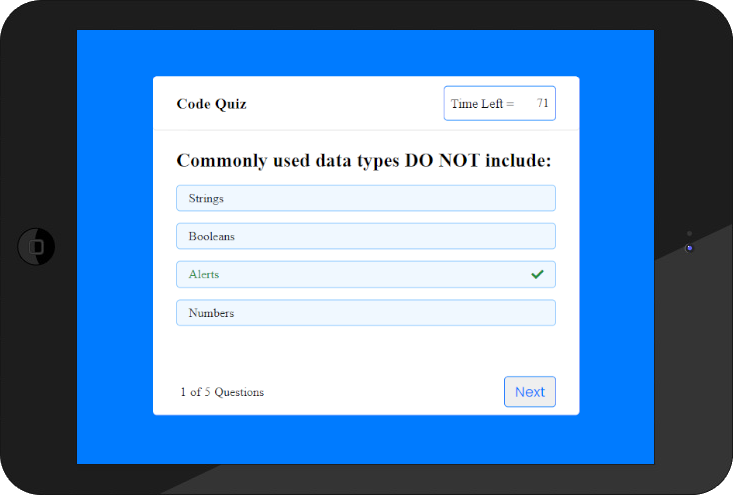 Code Quiz
Time Left = 71
Commonly used data types DO NOT include:
Strings
Booleans
Alerts
Numbers
1 of 5 Questions
Next